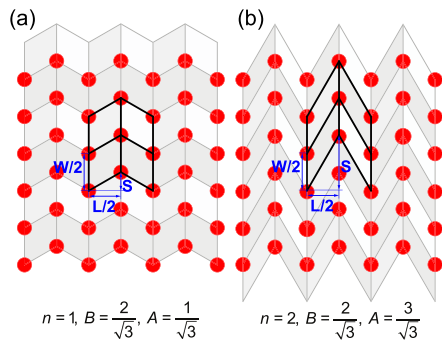 (a) (b)
W/2 S W/2 S
L/2 L/2
n = 1, B = 2/√3, A = 1/√3 n = 2, B = 2/√3, A = 3/√3